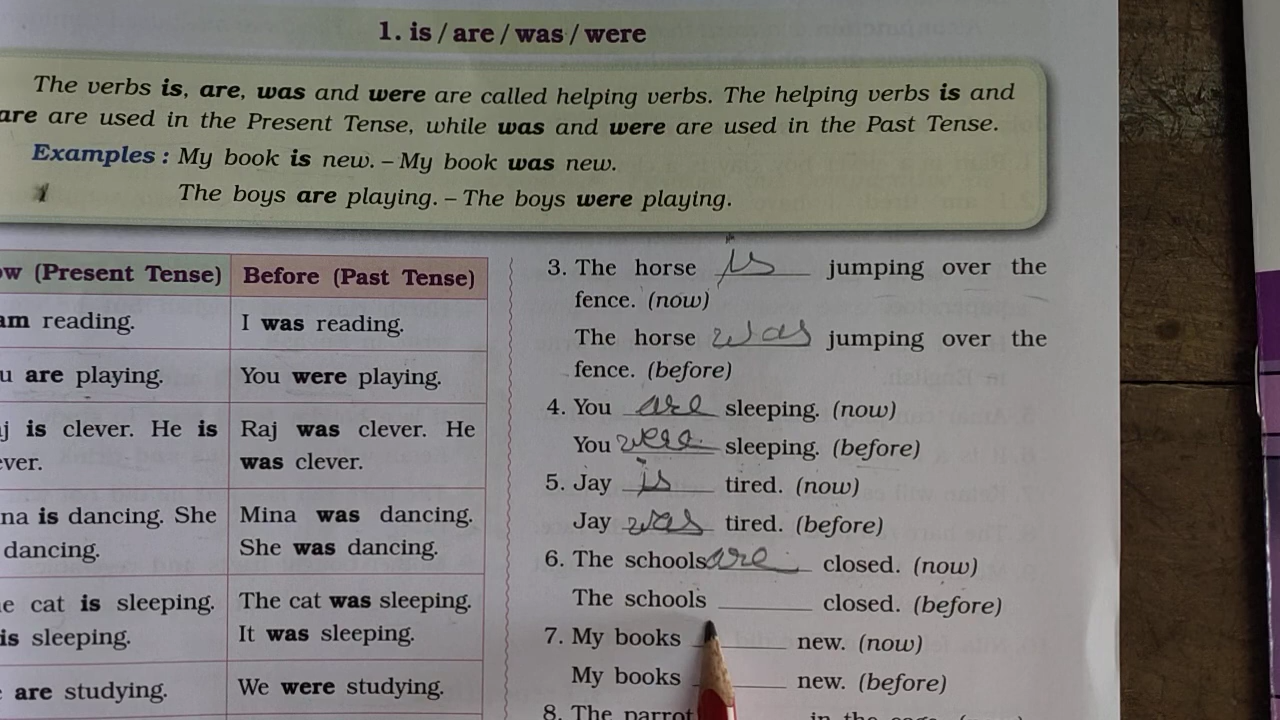 1. is / are / was / were
The verbs is, are, was and were are called helping verbs. The helping verbs is and
are are used in the Present Tense, while was and were are used in the Past Tense.
Examples : My book is new. – My book was new.
The boys are playing. – The boys were playing.
(Present Tense) Before (Past Tense)
am reading. I was reading.
are playing. You were playing.
is clever. He is Raj was clever. He
was clever.
is dancing. She Mina was dancing.
dancing. She was dancing.
cat is sleeping. The cat was sleeping.
is sleeping. It was sleeping.
are studying. We were studying.
3. The horse is jumping over the
fence. (now)
The horse was jumping over the
fence. (before)
4. You are sleeping. (now)
You were sleeping. (before)
5. Jay is tired. (now)
Jay was tired. (before)
6. The schools are closed. (now)
The schools ______ closed. (before)
7. My books ______ new. (now)
My books ______ new. (before)
8. The parrot in the